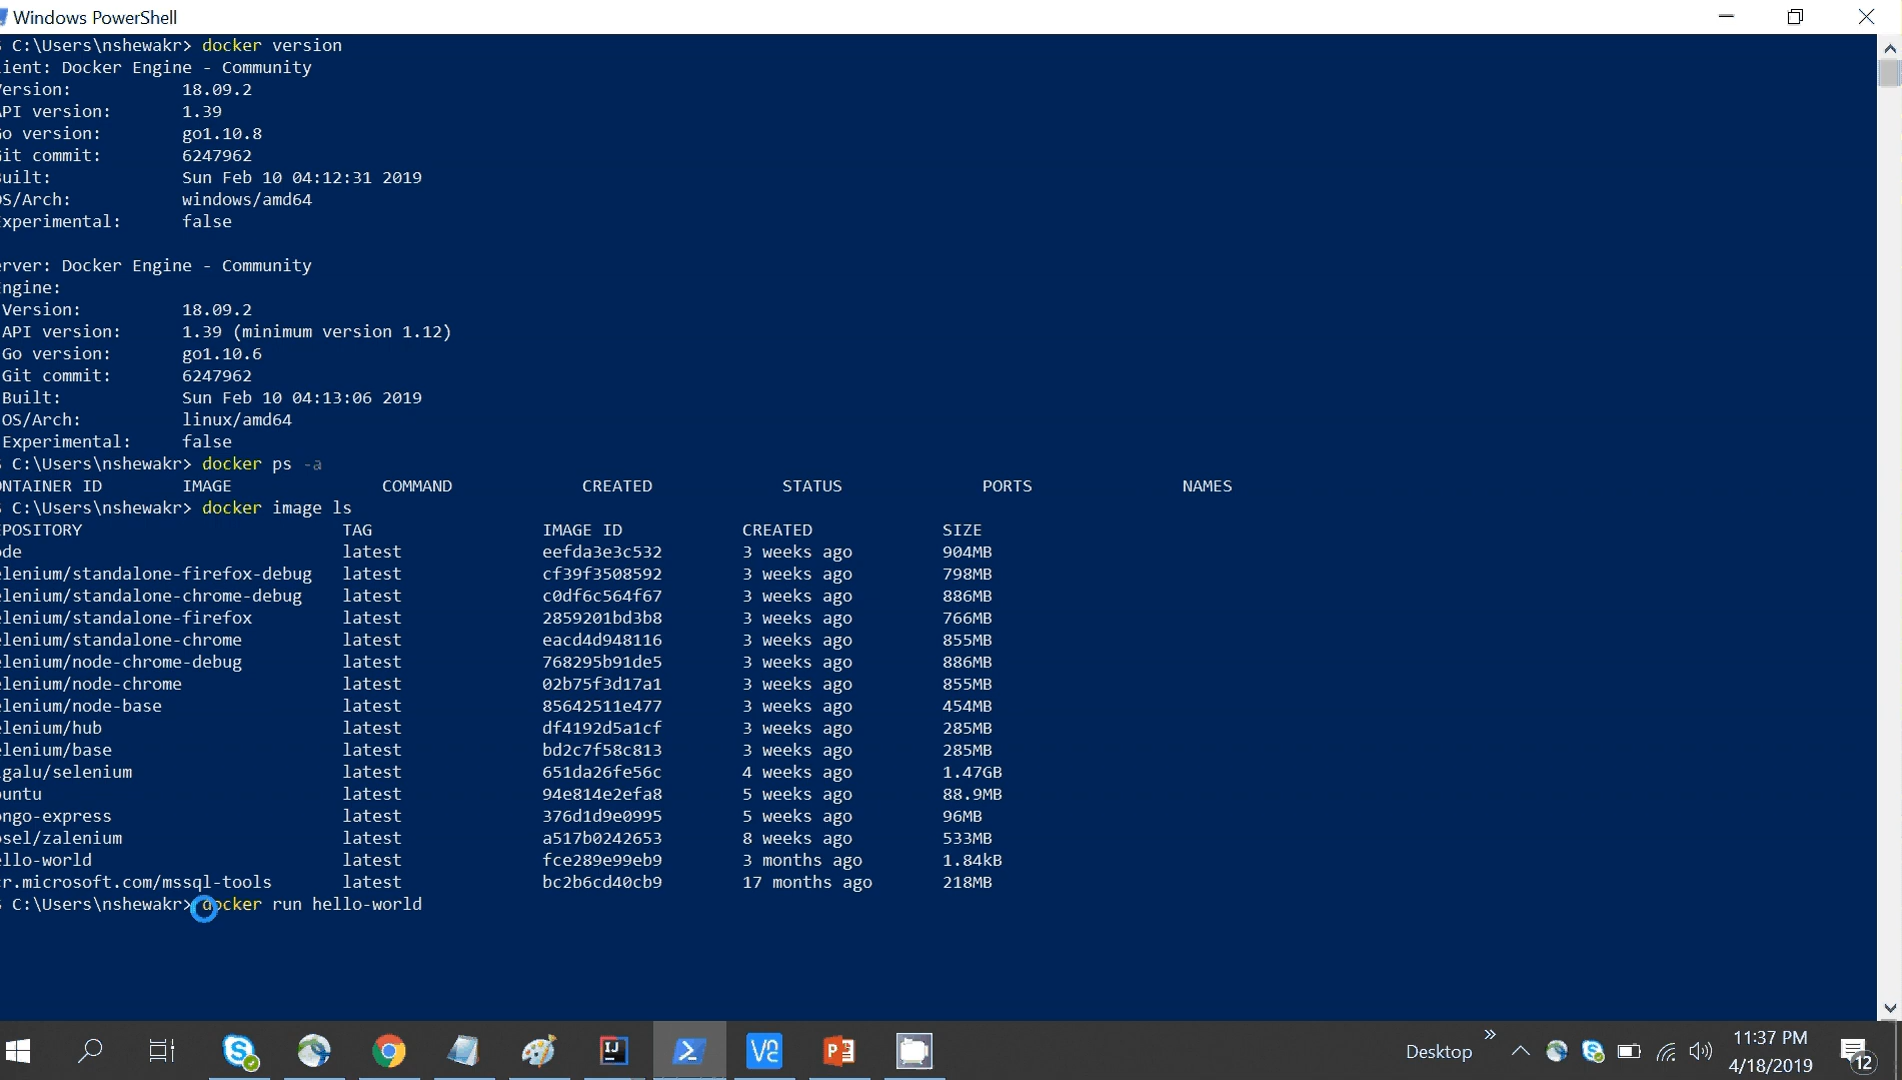 Windows PowerShell
C:\Users\nshewakr> docker version
ient: Docker Engine - Community
ersion: 18.09.2
PI version: 1.39
o version: go1.10.8
it commit: 6247962
uilt: Sun Feb 10 04:12:31 2019
S/Arch: windows/amd64
xperimental: false
rver: Docker Engine - Community
ngine:
Version: 18.09.2
API version: 1.39 (minimum version 1.12)
Go version: go1.10.6
Git commit: 6247962
Built: Sun Feb 10 04:13:06 2019
OS/Arch: linux/amd64
Experimental: false
C:\Users\nshewakr> docker ps -a
NTAINER ID IMAGE COMMAND CREATED STATUS PORTS NAMES
C:\Users\nshewakr> docker image ls
POSITORY TAG IMAGE ID CREATED SIZE
de latest eefda3e3c532 3 weeks ago 904MB
lenium/standalone-firefox-debug latest cf39f3508592 3 weeks ago 798MB
lenium/standalone-chrome-debug latest c0df6c564f67 3 weeks ago 886MB
lenium/standalone-firefox latest 2859201bd3b8 3 weeks ago 766MB
lenium/standalone-chrome latest eacd4d948116 3 weeks ago 855MB
lenium/node-chrome-debug latest 768295b91de5 3 weeks ago 886MB
lenium/node-chrome latest 02b75f3d17a1 3 weeks ago 855MB
lenium/node-base latest 85642511e477 3 weeks ago 454MB
lenium/hub latest df4192d5a1cf 3 weeks ago 285MB
lenium/base latest bd2c7f58c813 3 weeks ago 285MB
galu/selenium latest 651da26fe56c 4 weeks ago 1.47GB
untu latest 94e814e2efa8 5 weeks ago 88.9MB
ngo-express latest 376d1d9e0995 5 weeks ago 96MB
sel/zalenium latest a517b0242653 8 weeks ago 533MB
llo-world latest fce289e99eb9 3 months ago 1.84kB
r.microsoft.com/mssql-tools latest bc2b6cd40cb9 17 months ago 218MB
C:\Users\nshewakr> docker run hello-world
Desktop
11:37 PM
4/18/2019
12